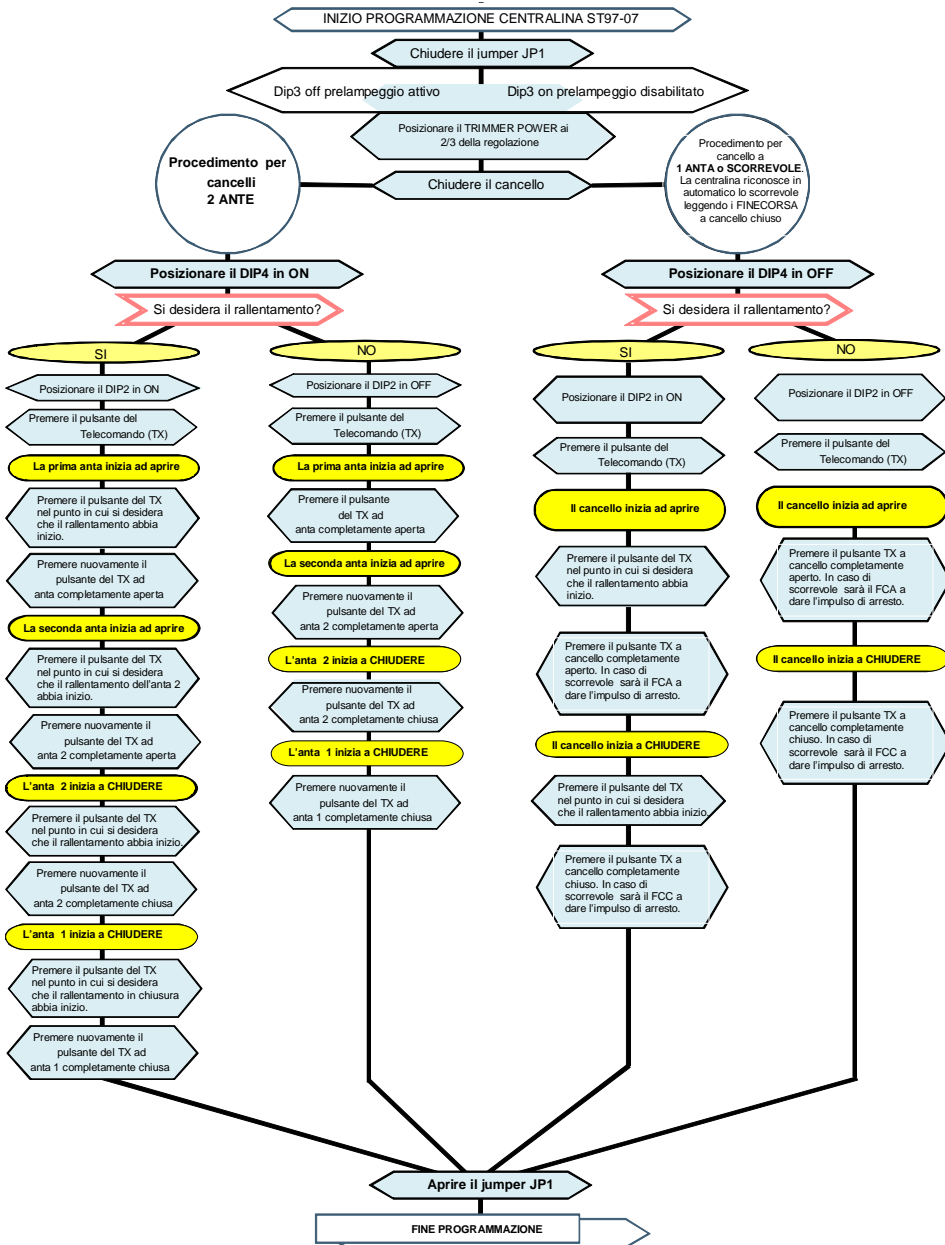 INIZIO PROGRAMMAZIONE CENTRALINA ST97-07
Chiudere il jumper JP1
Dip3 off prelampeggio attivo
Dip3 on prelampeggio disabilitato
Posizionare il TRIMMER POWER ai
2/3 della regolazione
Chiudere il cancello
Procedimento per
cancelli
2 ANTE
Procedimento per
cancello a
1 ANTA o SCORREVOLE.
La centralina riconosce in
automatico lo scorrevole
leggendo i FINECORSA
a cancello chiuso
Posizionare il DIP4 in ON
Si desidera il rallentamento?
SI
Posizionare il DIP2 in ON
Premere il pulsante del
Telecomando (TX)
La prima anta inizia ad aprire
Premere il pulsante del TX
nel punto in cui si desidera
che il rallentamento abbia
inizio.
Premere nuovamente il
pulsante del TX ad
anta completamente aperta
La seconda anta inizia ad aprire
Premere il pulsante del TX
nel punto in cui si desidera
che il rallentamento dell'anta 2
abbia inizio.
Premere nuovamente il
pulsante del TX ad
anta 2 completamente aperta
L'anta 2 inizia a CHIUDERE
Premere il pulsante del TX
nel punto in cui si desidera
che il rallentamento abbia inizio.
Premere nuovamente il
pulsante del TX ad
anta 2 completamente chiusa
L'anta 1 inizia a CHIUDERE
Premere il pulsante del TX
nel punto in cui si desidera
che il rallentamento in chiusura
abbia inizio.
Premere nuovamente il
pulsante del TX ad
anta 1 completamente chiusa
NO
Posizionare il DIP2 in OFF
Premere il pulsante del
Telecomando (TX)
La prima anta inizia ad aprire
Premere il pulsante
del TX ad
anta completamente aperta
La seconda anta inizia ad aprire
Premere nuovamente il
pulsante del TX ad
anta 2 completamente aperta
L'anta 2 inizia a CHIUDERE
Premere nuovamente il
pulsante del TX ad
anta 2 completamente chiusa
L'anta 1 inizia a CHIUDERE
Premere nuovamente il
pulsante del TX ad
anta 1 completamente chiusa
Posizionare il DIP4 in OFF
Si desidera il rallentamento?
SI
Posizionare il DIP2 in ON
Premere il pulsante del
Telecomando (TX)
Il cancello inizia ad aprire
Premere il pulsante del TX
nel punto in cui si desidera
che il rallentamento abbia
inizio.
Premere il pulsante TX a
cancello completamente
aperto. In caso di
scorrevole sarà il FCA a
dare l'impulso di arresto.
Il cancello inizia a CHIUDERE
Premere il pulsante del TX
nel punto in cui si desidera
che il rallentamento abbia inizio.
Premere il pulsante TX a
cancello completamente
chiuso. In caso di
scorrevole sarà il FCC a
dare l'impulso di arresto.
NO
Posizionare il DIP2 in OFF
Premere il pulsante del
Telecomando (TX)
Il cancello inizia ad aprire
Premere il pulsante TX a
cancello completamente
aperto. In caso di
scorrevole sarà il FCA a
dare l'impulso di arresto.
Il cancello inizia a CHIUDERE
Premere il pulsante TX a
cancello completamente
chiuso. In caso di
scorrevole sarà il FCC a
dare l'impulso di arresto.
Aprire il jumper JP1
FINE PROGRAMMAZIONE